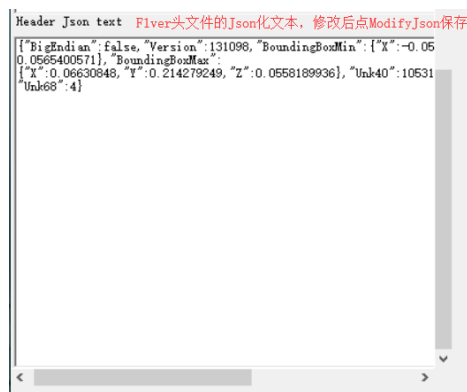 Header Json text  Flver头文件的Json化文本，修改后点ModifyJson保存
{"BigEndian":false,"Version":131098,"BoundingBoxMin":{"X":-0.05
0.0565400571},"BoundingBoxMax":
{"X":0.06630848,"Y":0.214279249,"Z":0.0558189936},"Unk40":10531
"Unk68":4}